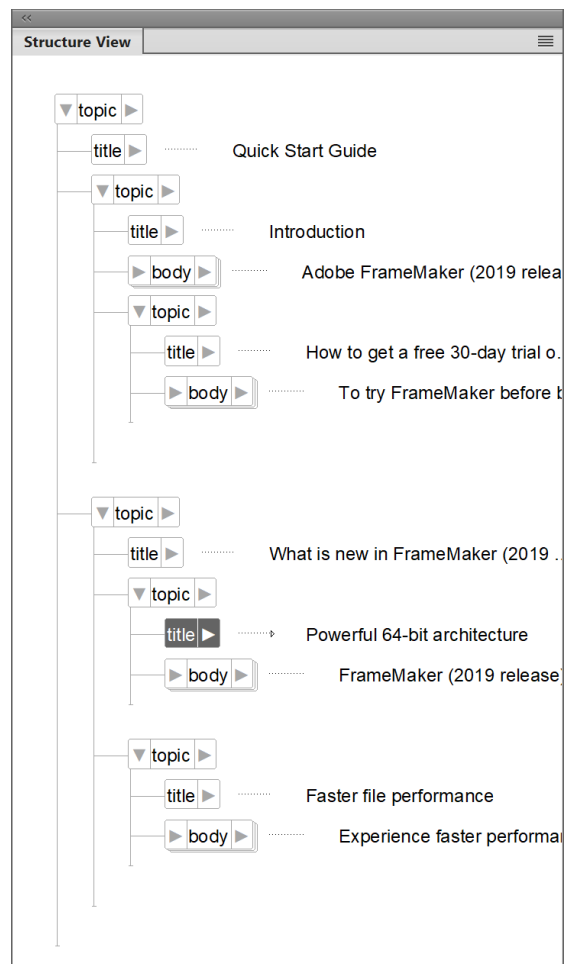 Structure View
topic
title Quick Start Guide
topic
title Introduction
body Adobe FrameMaker (2019 relea
topic
title How to get a free 30-day trial o..
body To try FrameMaker before b
topic
title What is new in FrameMaker (2019 ..
topic
title Powerful 64-bit architecture
body FrameMaker (2019 release)
topic
title Faster file performance
body Experience faster performa